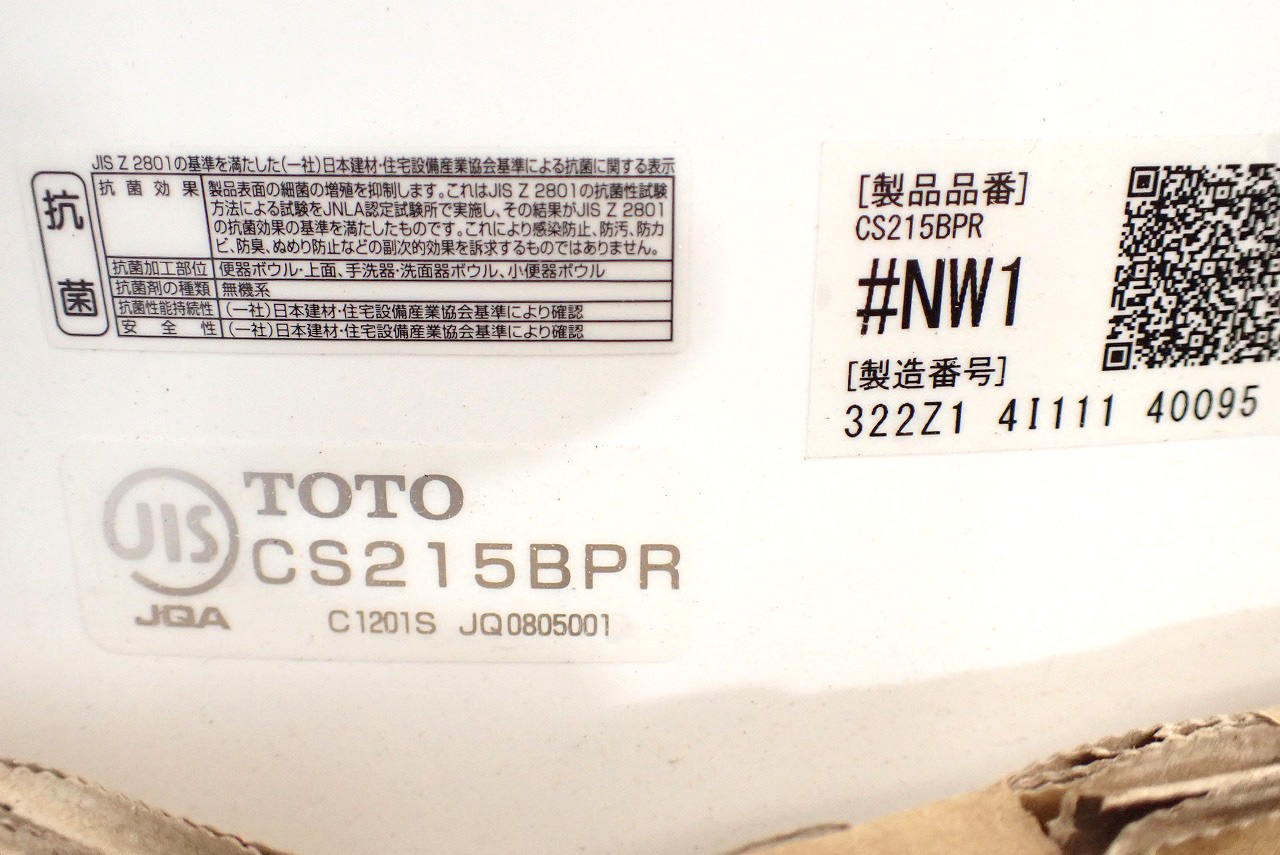 JIS Z 2801の基準を満たした(一社)日本建材・住宅設備産業協会基準による抗菌に関する表示
抗菌
抗菌効果 製品表面の細菌の増殖を抑制します。これはJIS Z 2801の抗菌性試験
方法による試験をJNLA認定試験所で実施し、その結果がJIS Z 2801
の抗菌効果の基準を満たしたものです。これにより感染防止、防汚、防カ
ビ、防臭、ぬめり防止などの副次的効果を訴求するものではありません。
抗菌加工部位 便器ボウル・上面、手洗器・洗面器ボウル、小便器ボウル
抗菌剤の種類 無機系
抗菌性能持続性 (一社)日本建材・住宅設備産業協会基準により確認
安全性 (一社)日本建材・住宅設備産業協会基準により確認
[製品品番]
CS215BPR
#NW1
[製造番号]
322Z1 4I111 40095
JIS
JQA
TOTO
CS215BPR
C1201S JQ0805001